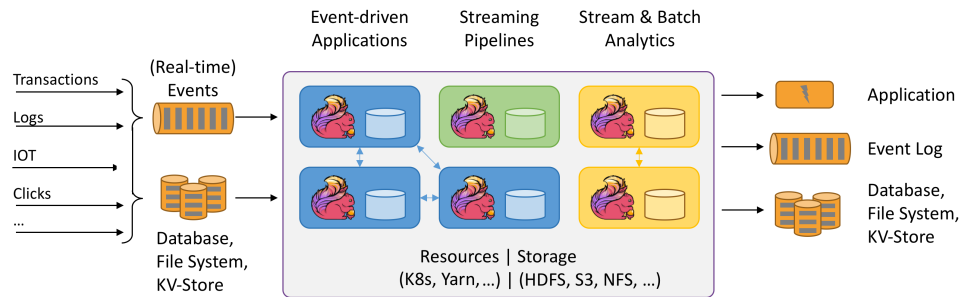 Event-driven
Applications
Streaming
Pipelines
Stream & Batch
Analytics
Transactions
Logs
IOT
Clicks
...
(Real-time)
Events
Database,
File System,
KV-Store
Resources | Storage
(K8s, Yarn, ...) | (HDFS, S3, NFS, ...)
Application
Event Log
Database,
File System,
KV-Store